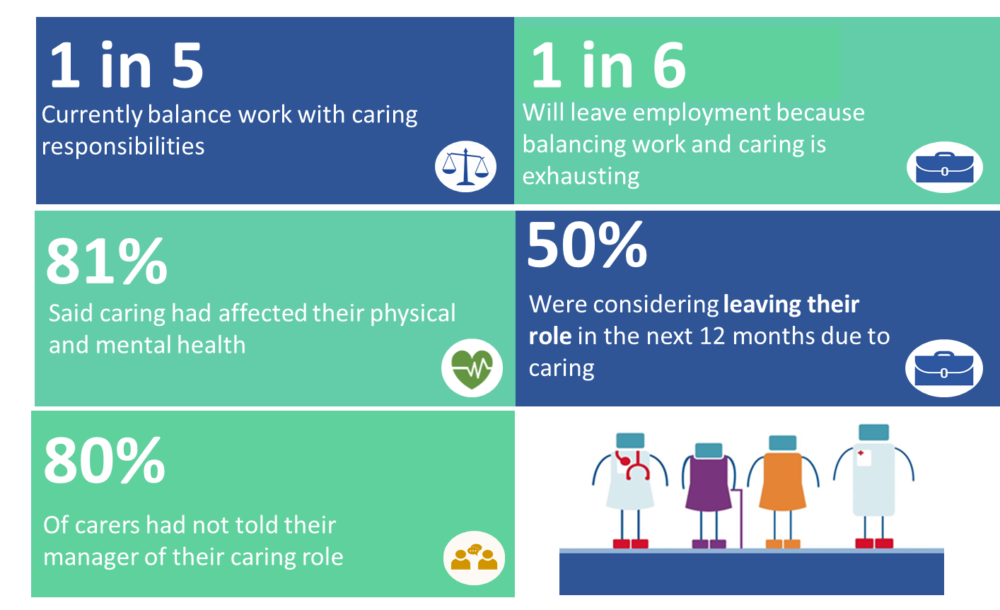 1 in 5
Currently balance work with caring
responsibilities
1 in 6
Will leave employment because
balancing work and caring is
exhausting
81%
Said caring had affected their physical
and mental health
50%
Were considering leaving their
role in the next 12 months due to
caring
80%
Of carers had not told their
manager of their caring role